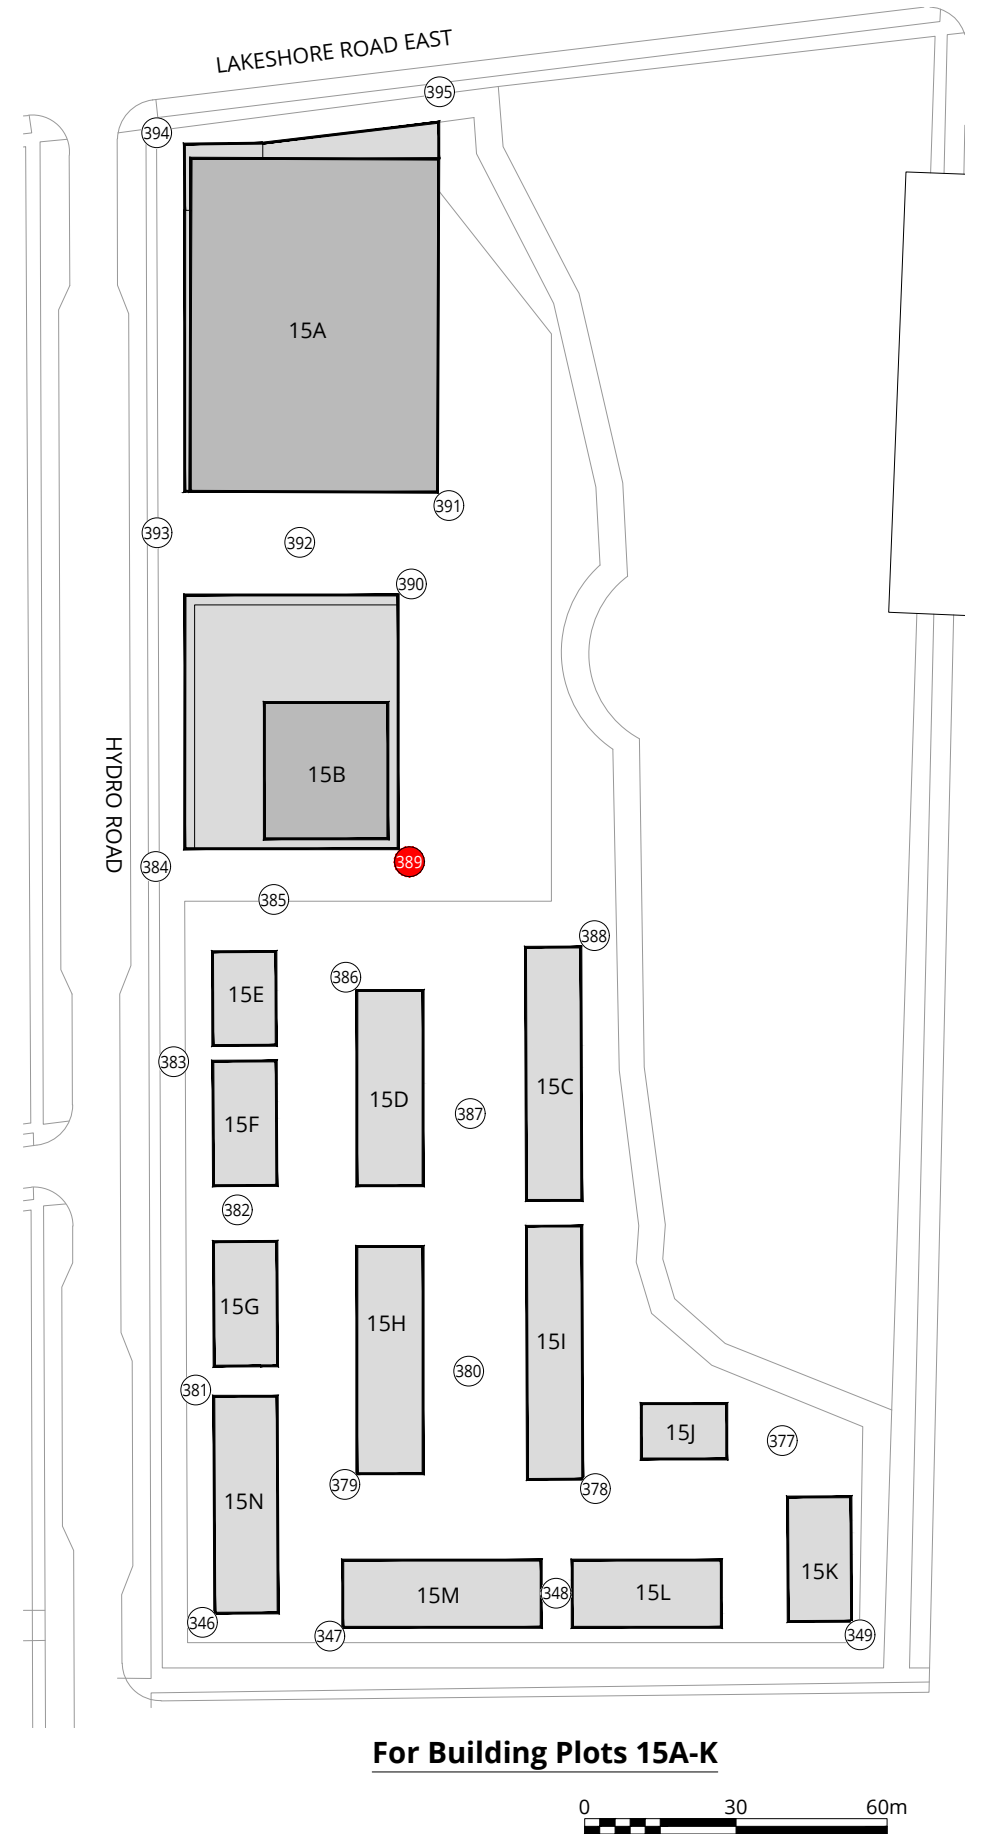 LAKESHORE ROAD EAST
395
394
15A
391
393
392
390
HYDRO ROAD
15B
389
384
385
388
386
15E
383
15D
15C
387
15F
382
15G
15H
15I
380
381
15J
377
379
378
15N
15K
15M
348
15L
346
347
349
For Building Plots 15A-K
0 30 60m